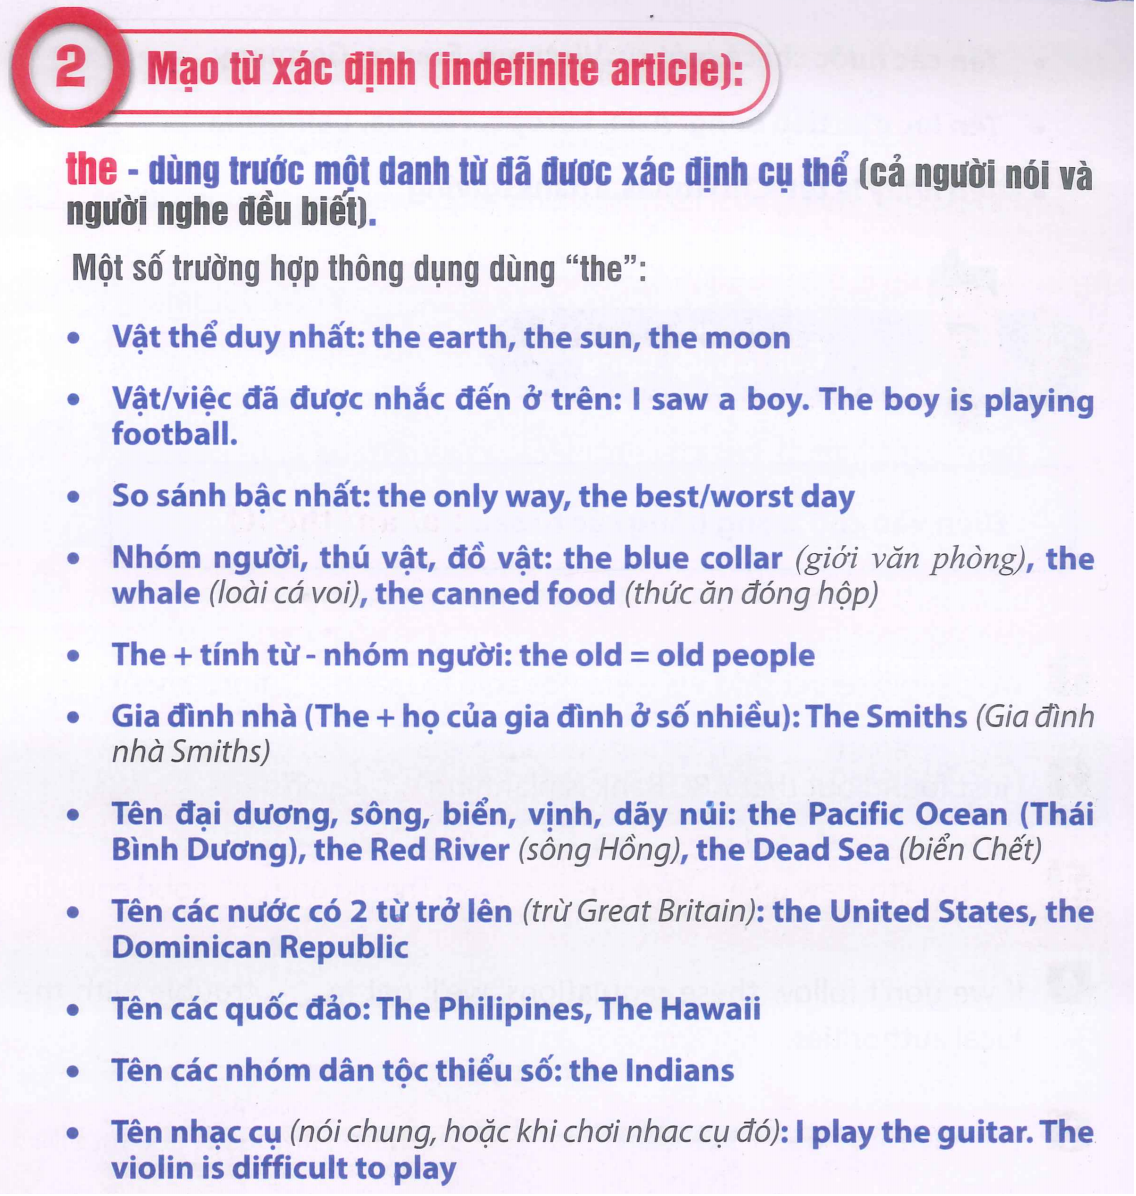 2 Mạo từ xác định (indefinite article):
the - dùng trước một danh từ đã đươc xác định cụ thể (cả người nói và
người nghe đều biết).
Một số trường hợp thông dụng dùng “the”:
• Vật thể duy nhất: the earth, the sun, the moon
• Vật/việc đã được nhắc đến ở trên: I saw a boy. The boy is playing
football.
• So sánh bậc nhất: the only way, the best/worst day
• Nhóm người, thú vật, đồ vật: the blue collar (giới văn phòng), the
whale (loài cá voi), the canned food (thức ăn đóng hộp)
• The + tính từ - nhóm người: the old = old people
• Gia đình nhà (The + họ của gia đình ở số nhiều): The Smiths (Gia đình
nhà Smiths)
• Tên đại dương, sông, biển, vịnh, dãy núi: the Pacific Ocean (Thái
Bình Dương), the Red River (sông Hồng), the Dead Sea (biển Chết)
• Tên các nước có 2 từ trở lên (trừ Great Britain): the United States, the
Dominican Republic
• Tên các quốc đảo: The Philipines, The Hawaii
• Tên các nhóm dân tộc thiểu số: the Indians
• Tên nhạc cụ (nói chung, hoặc khi chơi nhac cụ đó): I play the guitar. The
violin is difficult to play